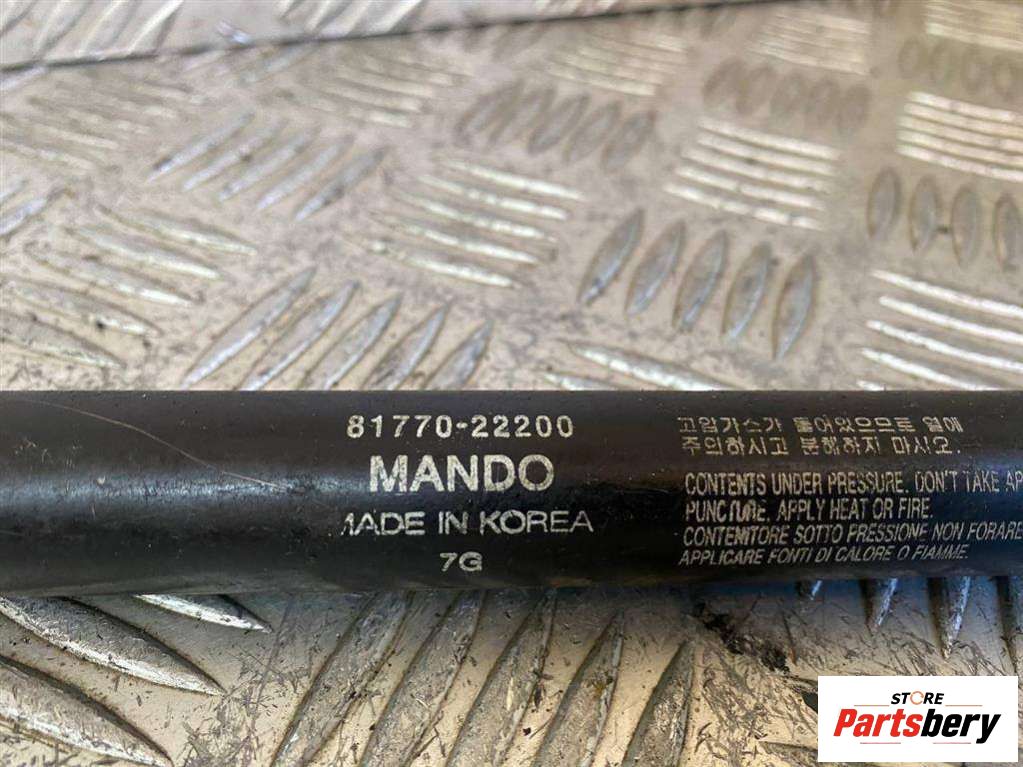 81770-22200
MANDO
MADE IN KOREA
7G
고압가스가 들어있으므로 열에
주의하시고 분해하지 마시오.
CONTENTS UNDER PRESSURE. DON'T TAKE AP
PUNCTURE. APPLY HEAT OR FIRE.
CONTENITORE SOTTO PRESSIONE NON FORARE
APPLICARE FONTI DI CALORE O FIAMME.
STORE
Partsbery